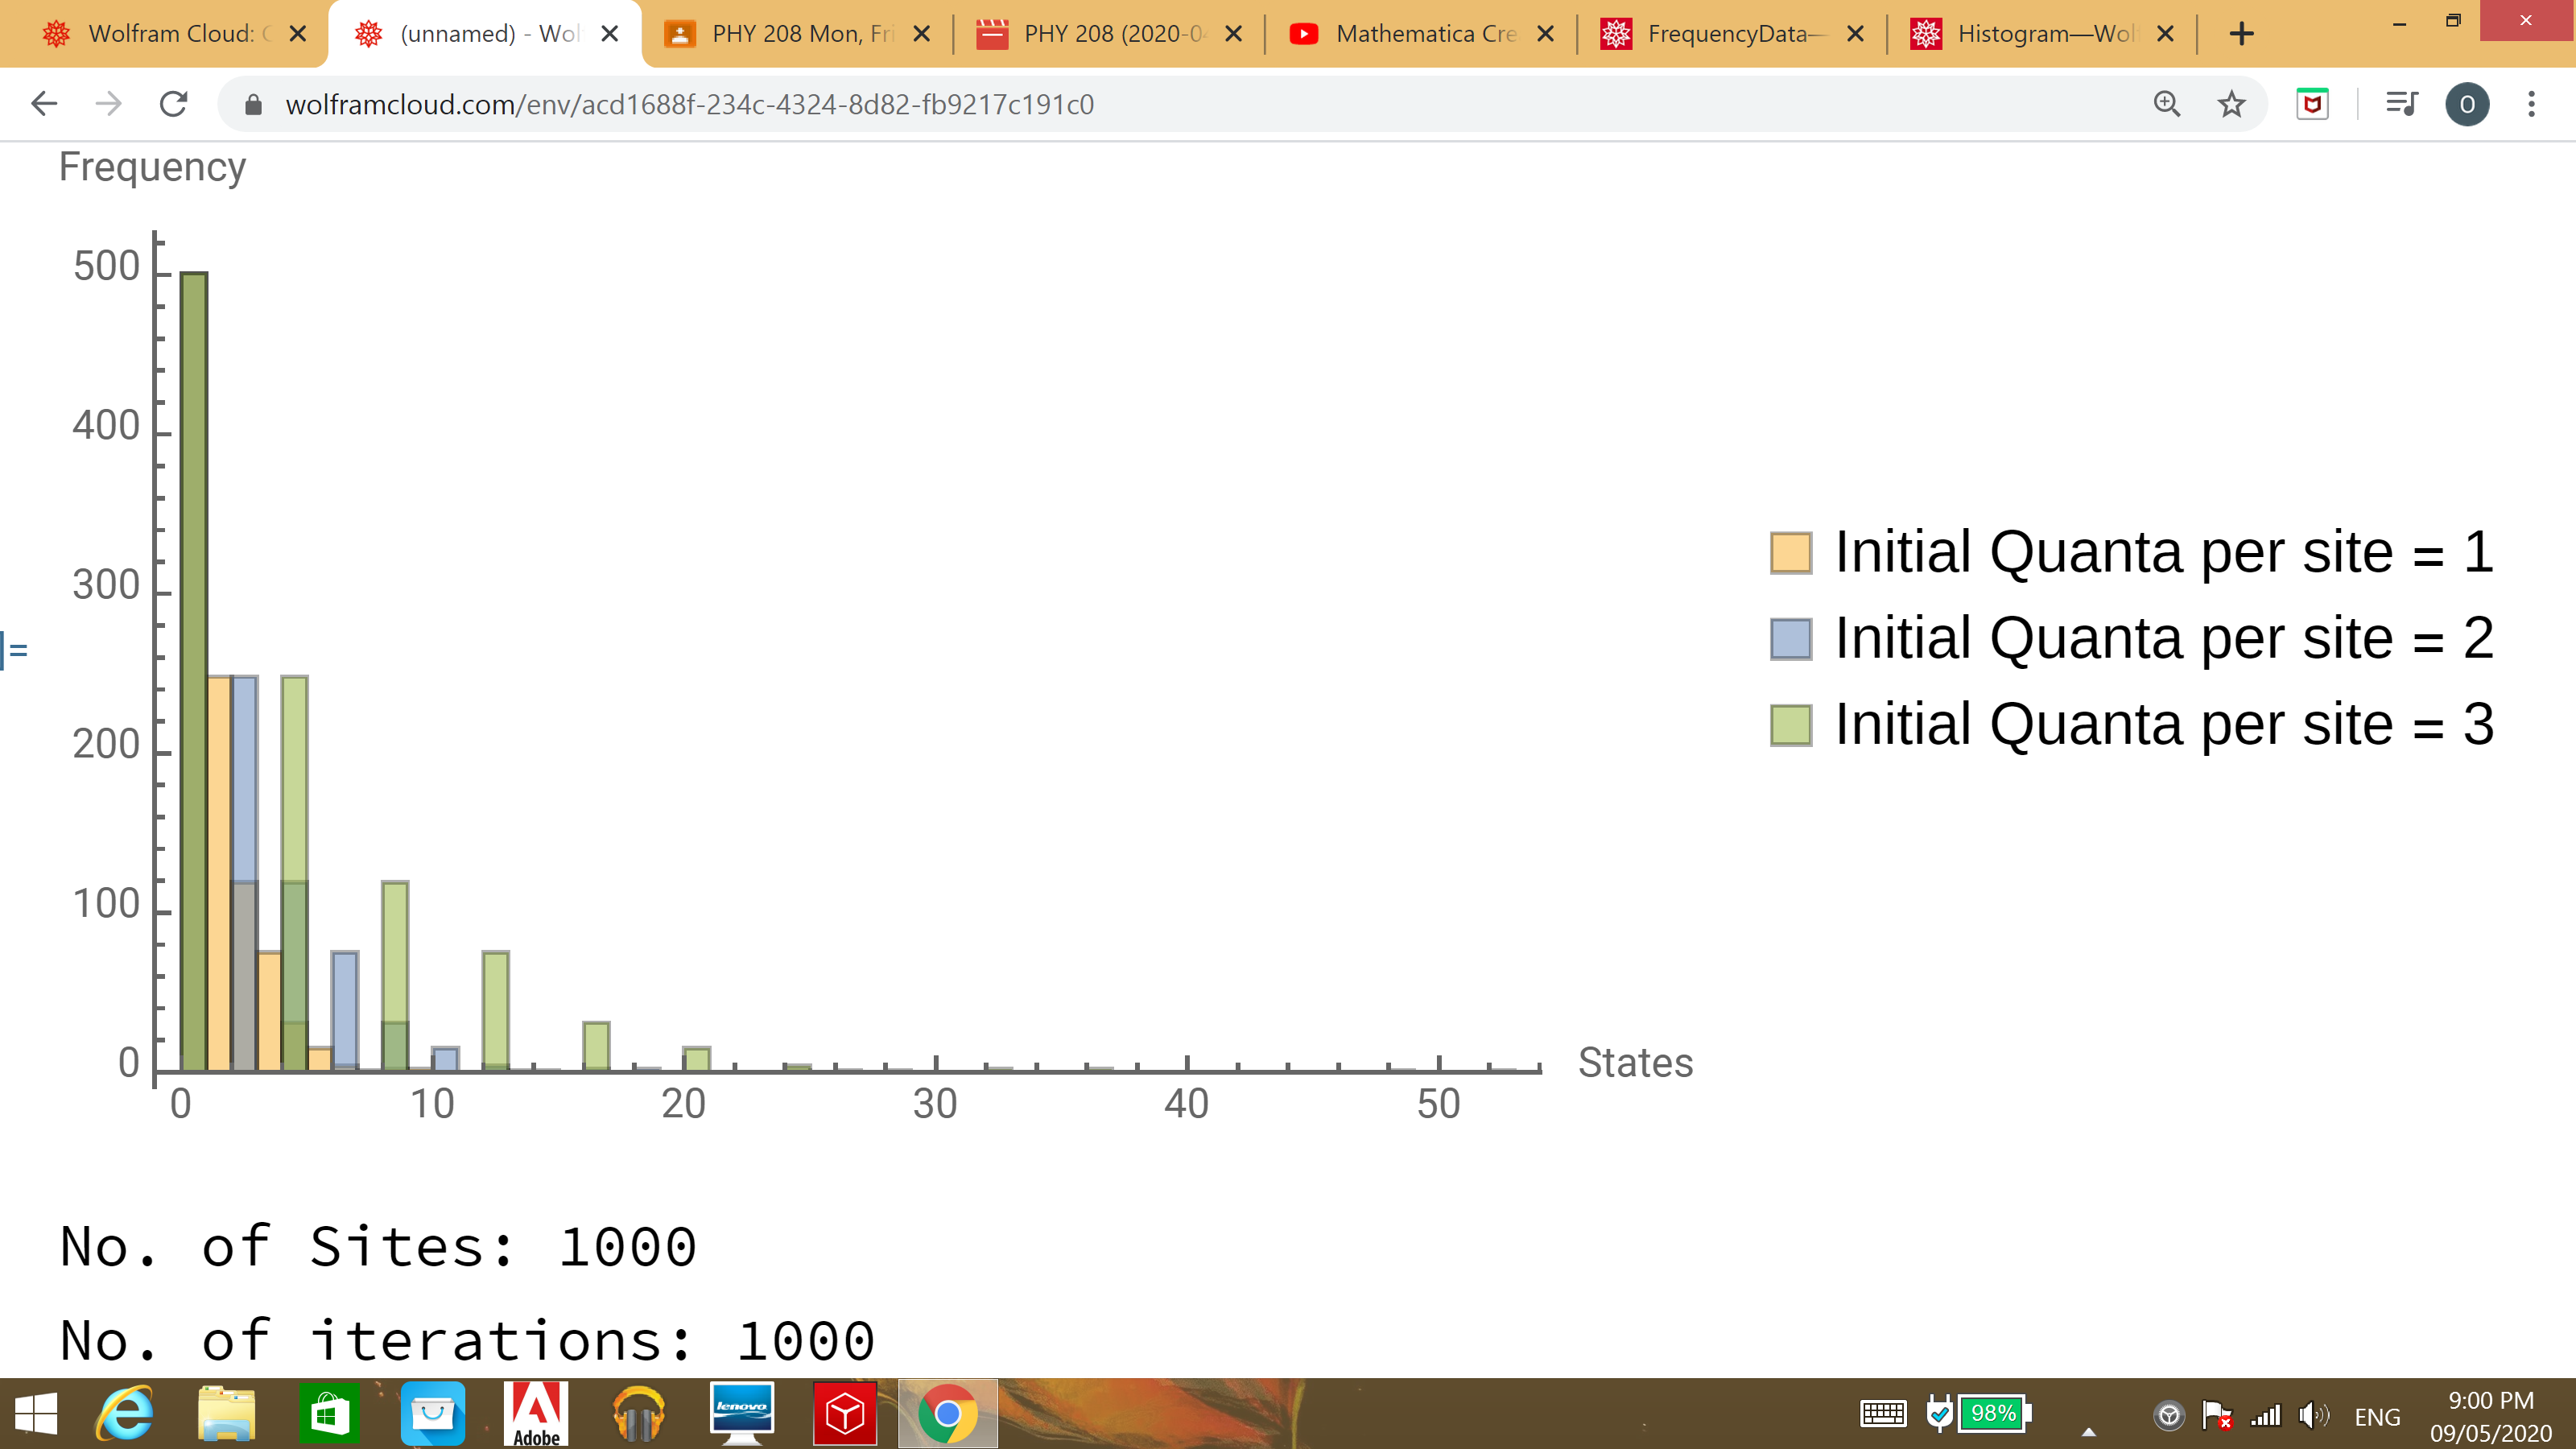 Wolfram Cloud: C
(unnamed) - Wol
PHY 208 Mon, Fri
PHY 208 (2020-04
Mathematica Cre
FrequencyData—
Histogram—Wol
wolframcloud.com/env/acd1688f-234c-4324-8d82-fb9217c191c0
O
Frequency
500
400
300
200
100
0
]=
Initial Quanta per site = 1
Initial Quanta per site = 2
Initial Quanta per site = 3
0 10 20 30 40 50
States
No. of Sites: 1000
No. of iterations: 1000
Adobe
lenovo
98%
ENG
9:00 PM
09/05/2020